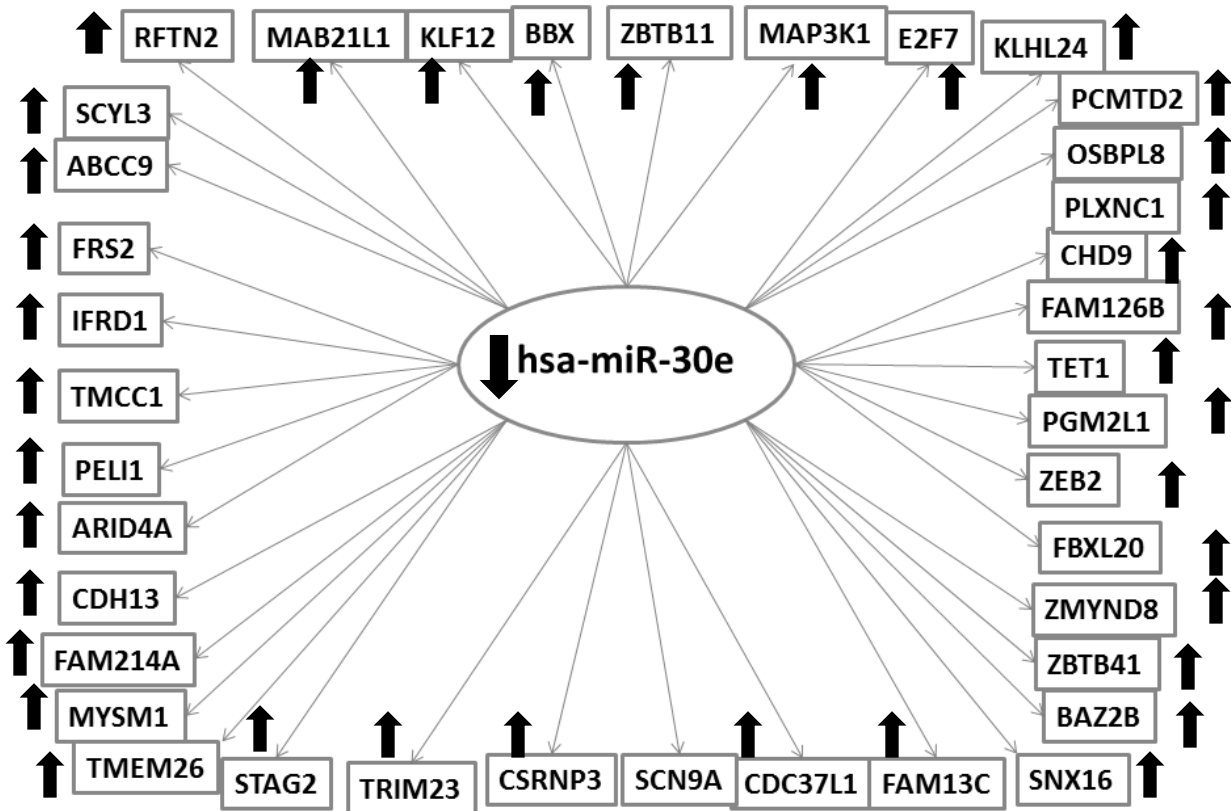 RFTN2
MAB21L1
KLF12
BBX
ZBTB11
MAP3K1
E2F7
KLHL24
SCYL3
PCMTD2
ABCC9
OSBPL8
PLXNC1
FRS2
CHD9
IFRD1
FAM126B
hsa-miR-30e
TET1
TMCC1
PGM2L1
PELI1
ZEB2
ARID4A
FBXL20
CDH13
ZMYND8
FAM214A
ZBTB41
MYSM1
BAZ2B
TMEM26
STAG2
TRIM23
CSRNP3
SCN9A
CDC37L1
FAM13C
SNX16